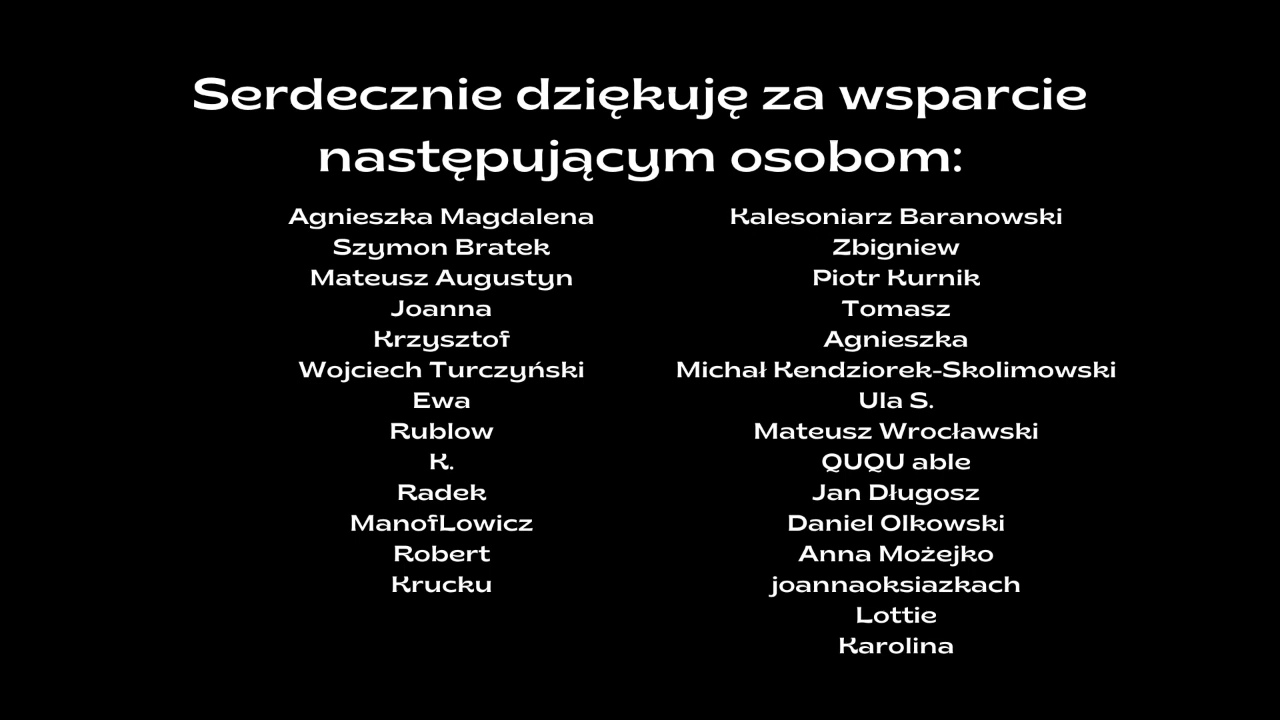 Serdecznie dziękuję za wsparcie
następującym osobom:
Agnieszka Magdalena
Szymon Bratek
Mateusz Augustyn
Joanna
Krzysztof
Wojciech Turczyński
Ewa
Rublow
K.
Radek
ManofLowicz
Robert
Krucku
Kalesoniarz Baranowski
Zbigniew
Piotr Kurnik
Tomasz
Agnieszka
Michał Kendziorek-Skolimowski
Ula S.
Mateusz Wrocławski
QUQU able
Jan Długosz
Daniel Olkowski
Anna Możejko
joannaoksiazkach
Lottie
Karolina